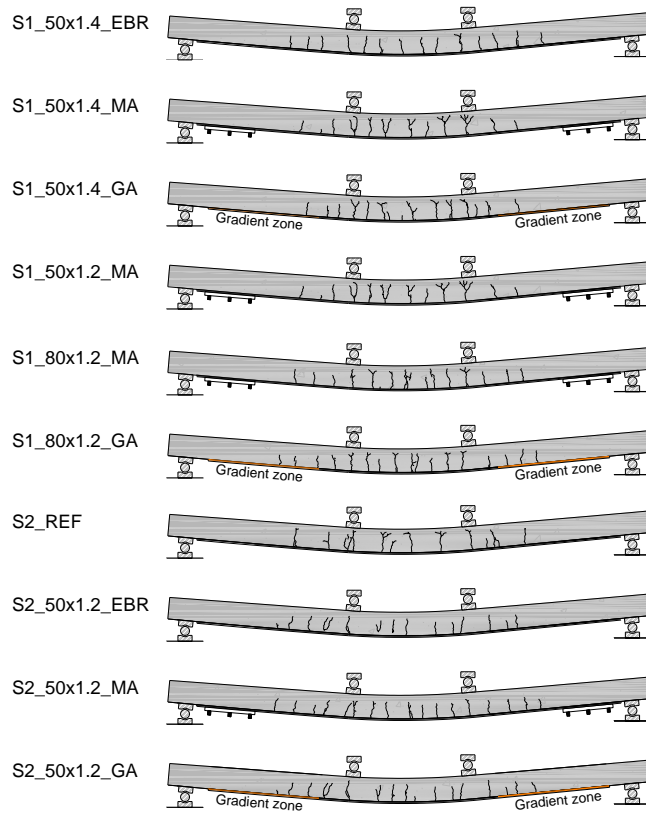 S1_50x1.4_EBR
S1_50x1.4_MA
S1_50x1.4_GA
Gradient zone Gradient zone
S1_50x1.2_MA
S1_80x1.2_MA
S1_80x1.2_GA
Gradient zone Gradient zone
S2_REF
S2_50x1.2_EBR
S2_50x1.2_MA
S2_50x1.2_GA
Gradient zone Gradient zone